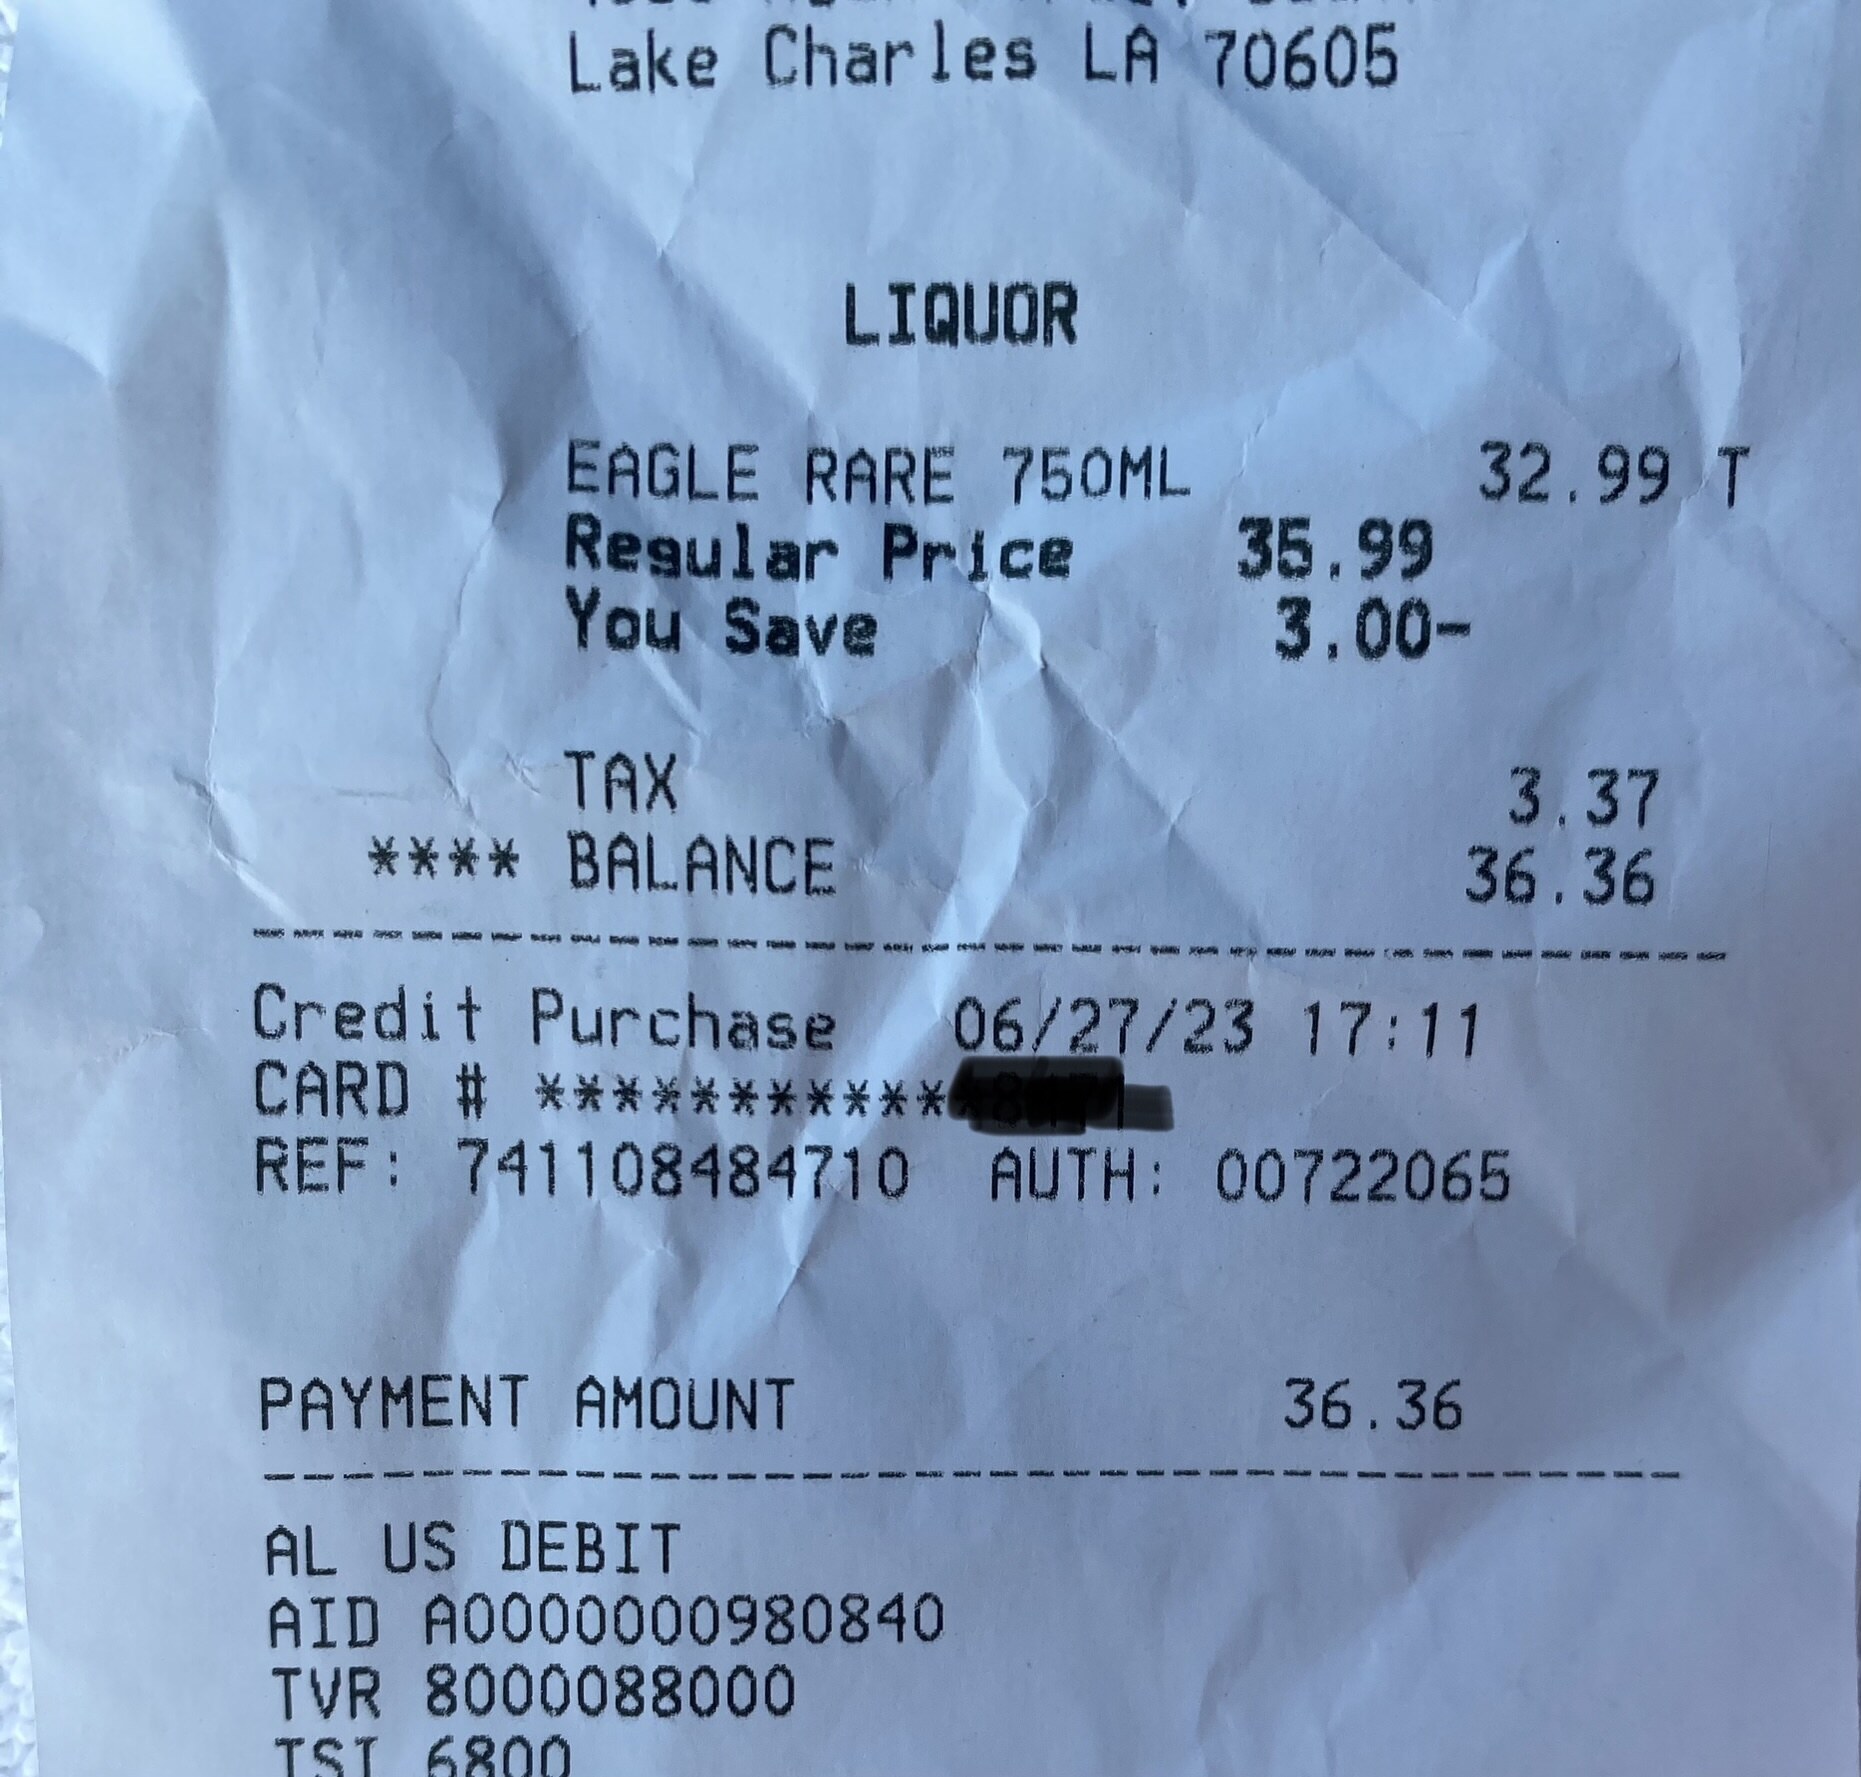 Lake Charles LA 70605
LIQUOR
EAGLE RARE 750ML 32.99 T
Regular Price 35.99
You Save 3.00-
TAX 3.37
**** BALANCE 36.36
Credit Purchase 06/27/23 17:11
CARD # ************
REF: 741108484710 AUTH: 00722065
PAYMENT AMOUNT 36.36
AL US DEBIT
AID A0000000980840
TVR 8000088000
TSI 6800